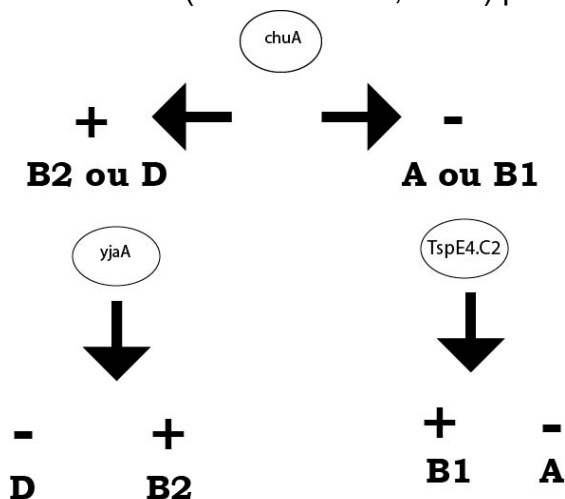 chuA
+ -
B2 ou D A ou B1
yjaA TspE4.C2
- + + -
D B2 B1 A